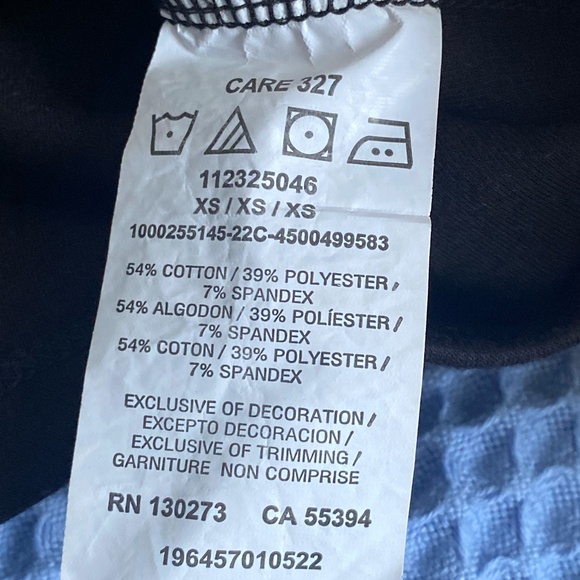 CARE 327
112325046
XS / XS / XS
1000255145-22C-4500499583
54% COTTON / 39% POLYESTER /
7% SPANDEX
54% ALGODON / 39% POLÍESTER /
7% SPANDEX
54% COTON / 39% POLYESTER /
7% SPANDEX
EXCLUSIVE OF DECORATION /
EXCEPTO DECORACION /
EXCLUSIVE OF TRIMMING /
GARNITURE NON COMPRISE
RN 130273 CA 55394
196457010522